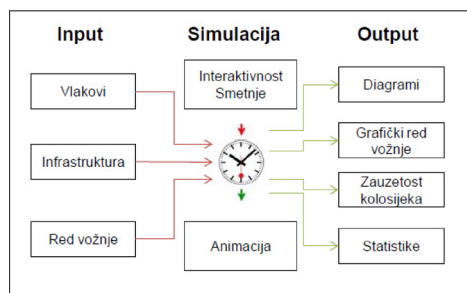 Input
Simulacija
Output
Vlakovi
Infrastruktura
Red vožnje
Interaktivnost
Smetnje
Animacija
Diagrami
Grafički red
vožnje
Zauzetost
kolosijeka
Statistike